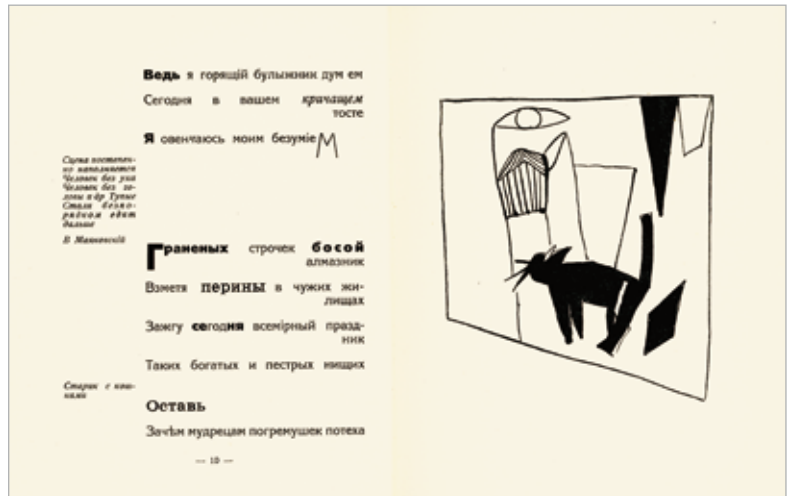 Ведь я горящій булыжник дум ем
Сегодня в вашем кричащем
тосте
Я овенчаюсь моим безуміеМ
Сцена постепен-
но наполняется
Человек без уха
Человек без го-
ловы и др Тупые
Стали безпо-
рядком едят
дальше
В Маяковскій
Граненых строчек босой
алмазник
Взметя перины в чужих жи-
лищах
Зажгу сегодня всемірный празд-
ник
Таких богатых и пестрых нищих
Старик с кош-
ками
Оставь
Зачѣм мудрецам погремушек потеха
— 10 —